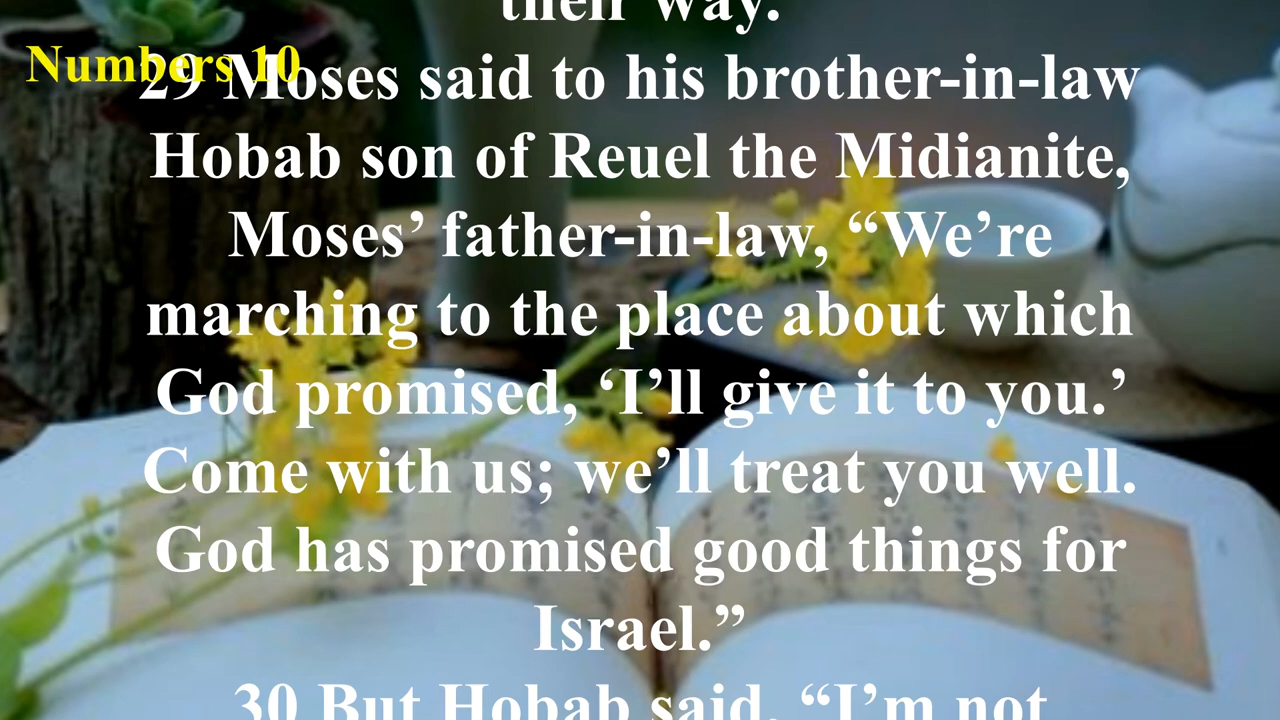 their way.
Numbers 10
29 Moses said to his brother-in-law
Hobab son of Reuel the Midianite,
Moses’ father-in-law, “We’re
marching to the place about which
God promised, ‘I’ll give it to you.’
Come with us; we’ll treat you well.
God has promised good things for
Israel.”
30 But Hobab said, “I’m not